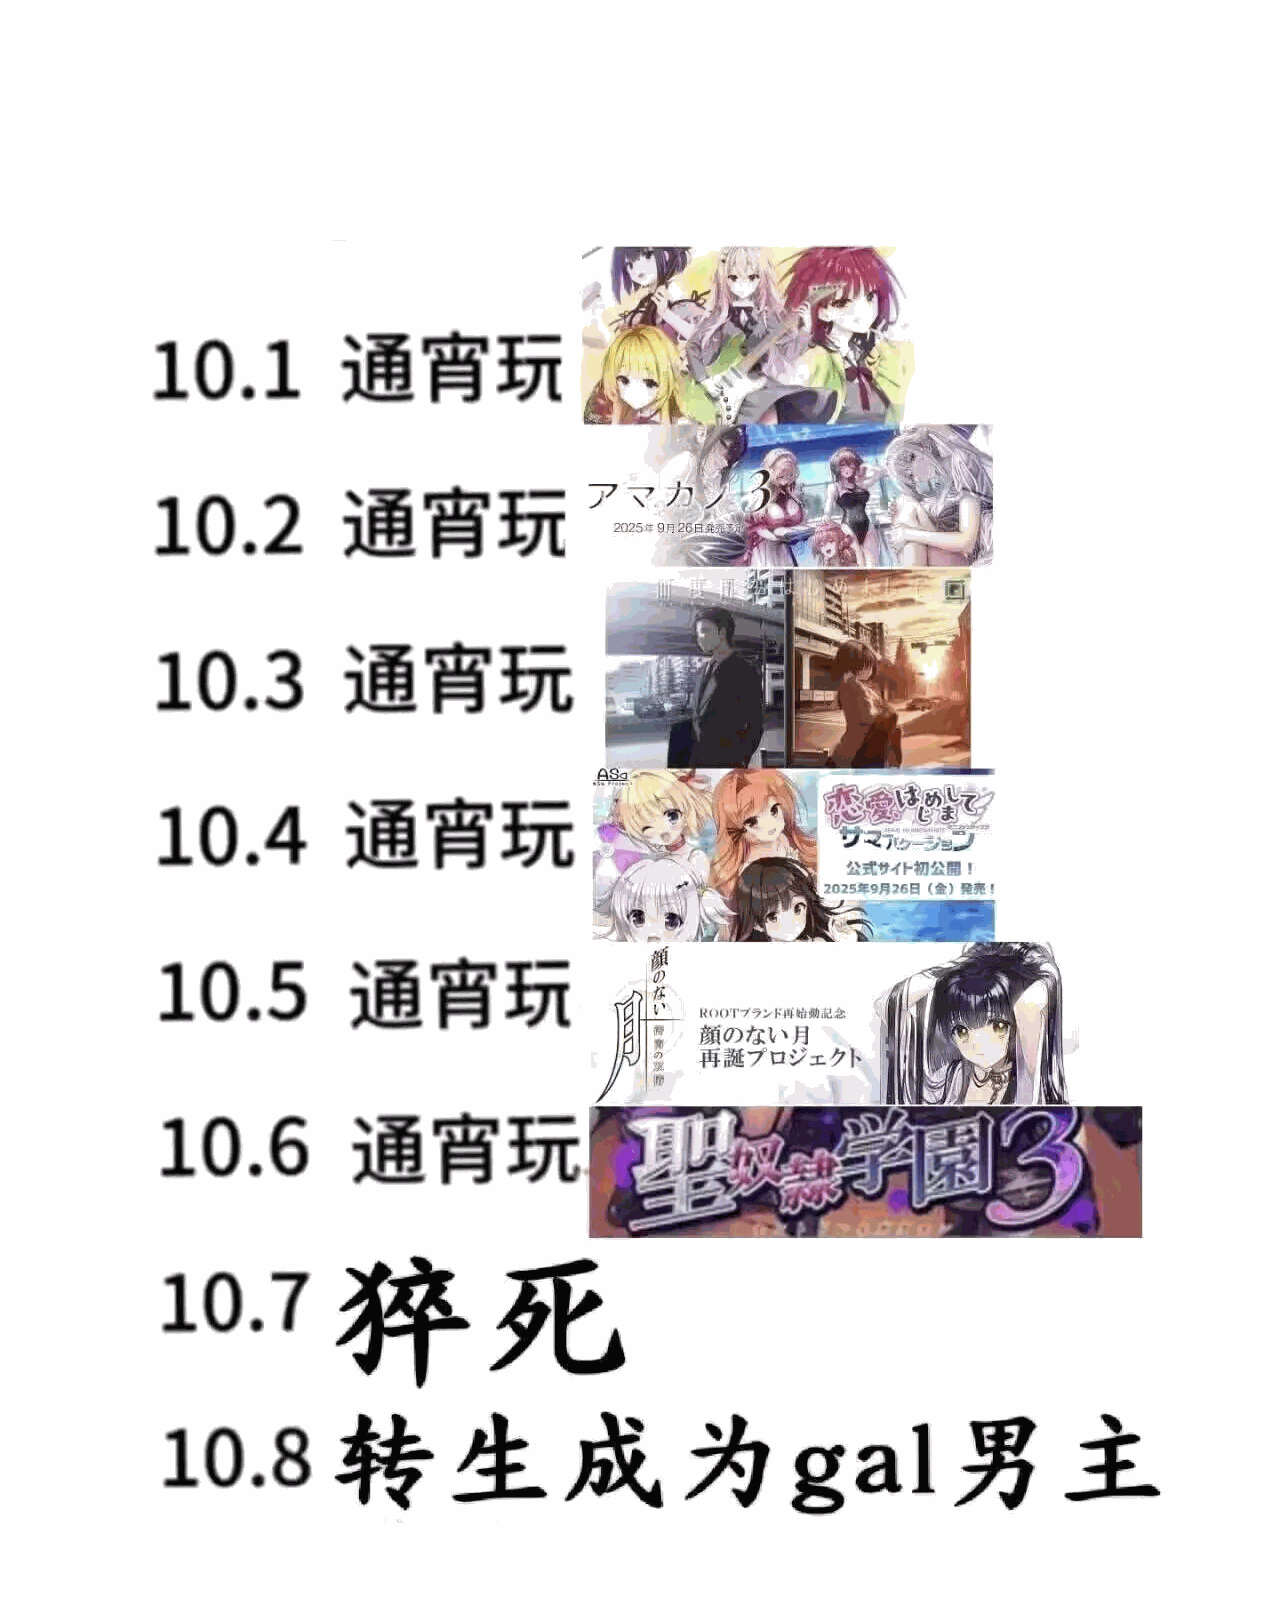 10.1 通宵玩
10.2 通宵玩
アマカノ3
2025年9月26日発売予定
10.3 通宵玩
10.4 通宵玩
ASa
ASa Project
恋愛はじめまして
サマバケーション
公式サイト初公開！
2025年9月26日（金）発売！
10.5 通宵玩
顔のない月
ROOTブランド再始動記念
顔のない月
再誕プロジェクト
10.6 通宵玩
聖奴隷学園3
10.7 猝死
10.8 转生成为gal男主